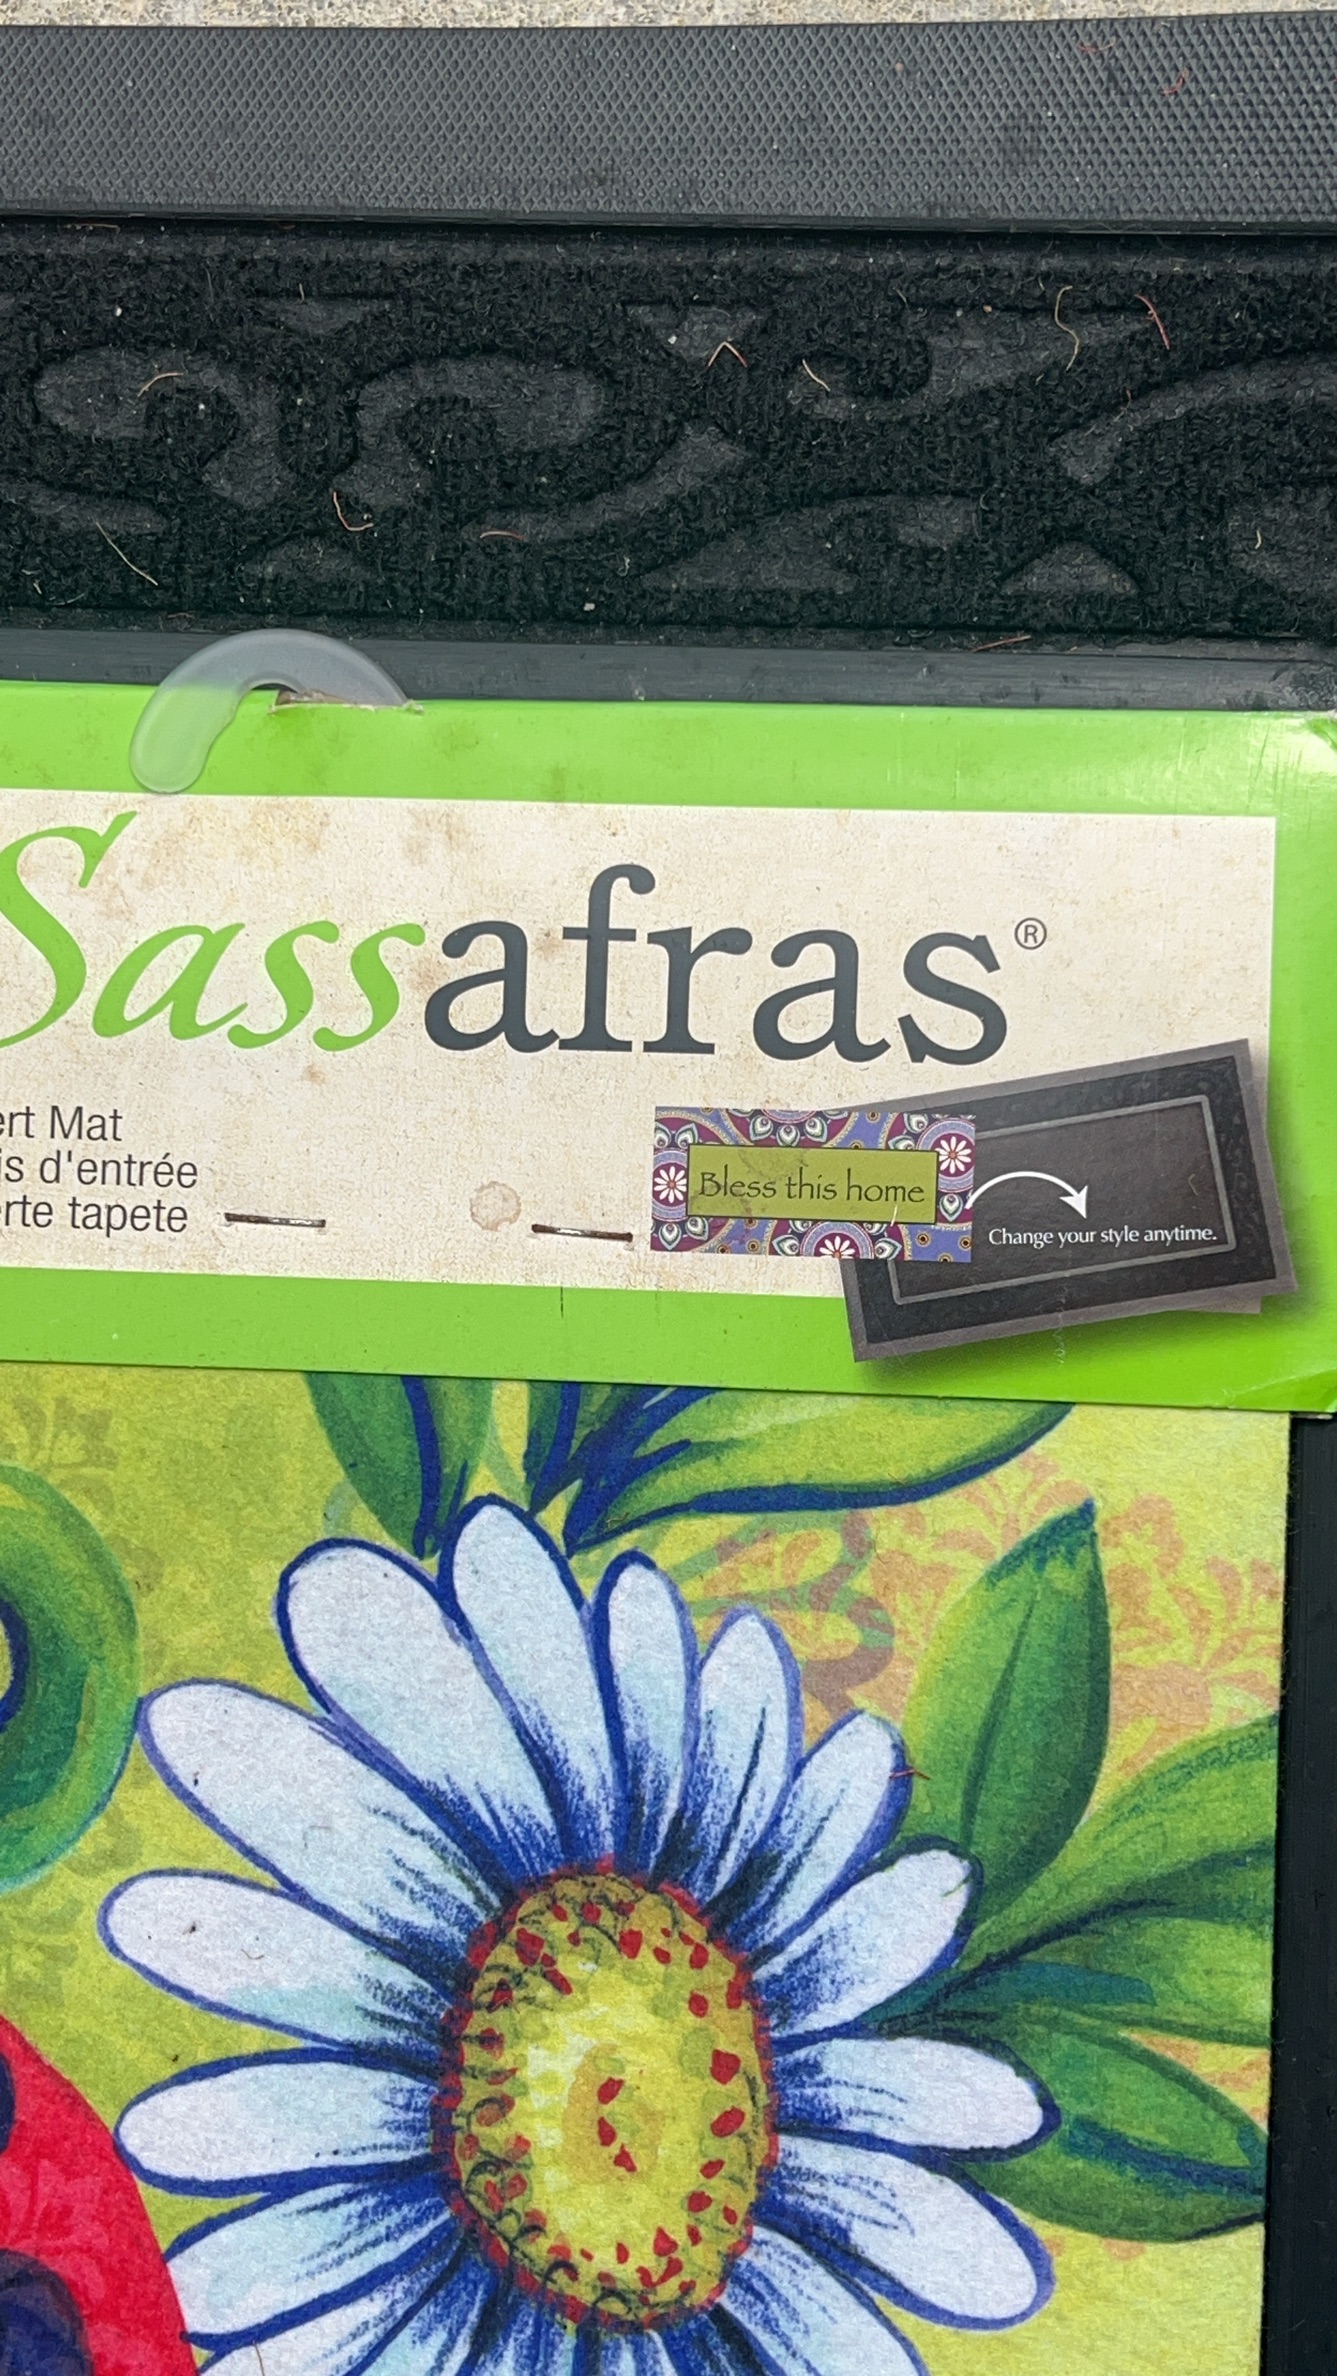 Sassafras®
ert Mat
is d'entrée
erte tapete
Bless this home
Change your style anytime.